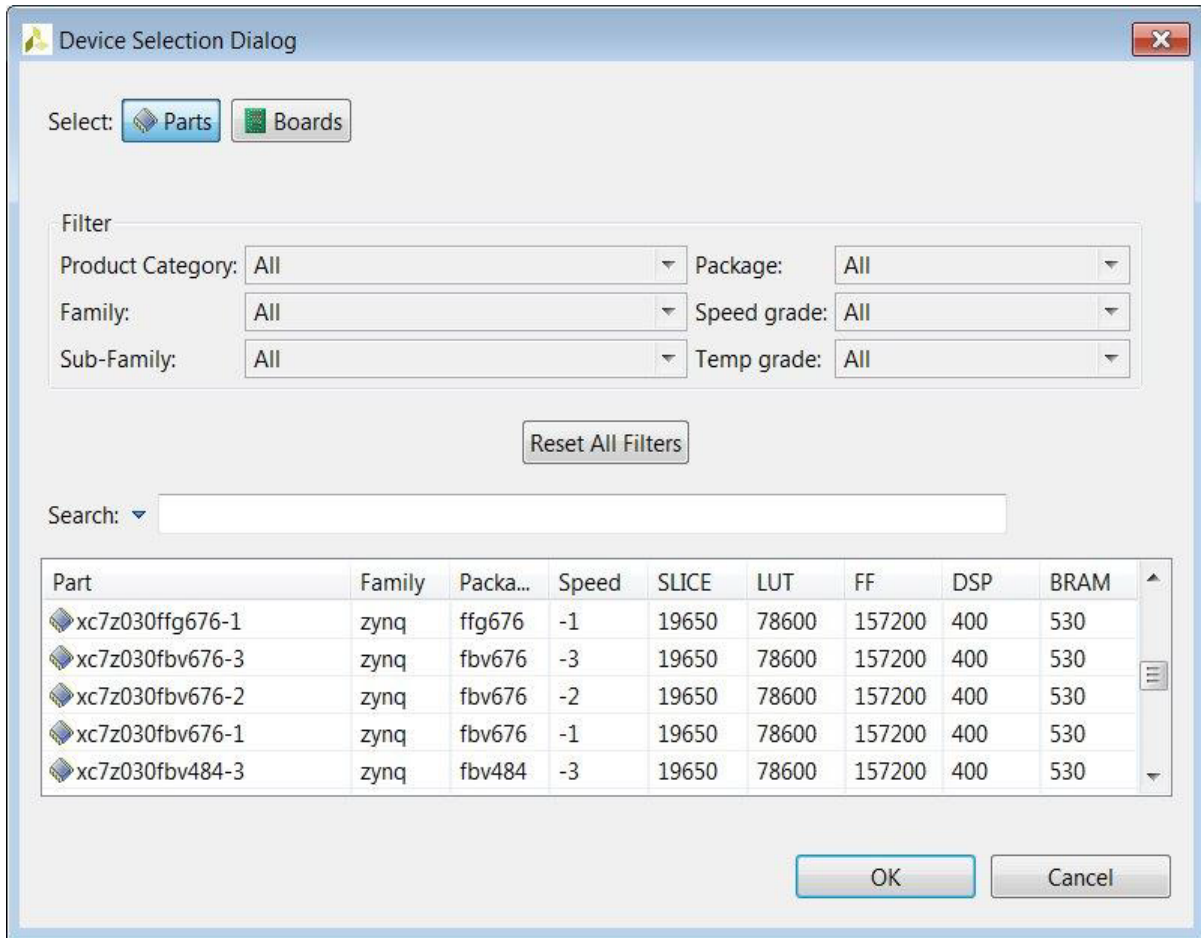 Device Selection Dialog
Select: Parts Boards
Filter
Product Category: All Package: All
Family: All Speed grade: All
Sub-Family: All Temp grade: All
Reset All Filters
Search:
Part Family Packa... Speed SLICE LUT FF DSP BRAM
xc7z030ffg676-1 zynq ffg676 -1 19650 78600 157200 400 530
xc7z030fbv676-3 zynq fbv676 -3 19650 78600 157200 400 530
xc7z030fbv676-2 zynq fbv676 -2 19650 78600 157200 400 530
xc7z030fbv676-1 zynq fbv676 -1 19650 78600 157200 400 530
xc7z030fbv484-3 zynq fbv484 -3 19650 78600 157200 400 530
OK Cancel